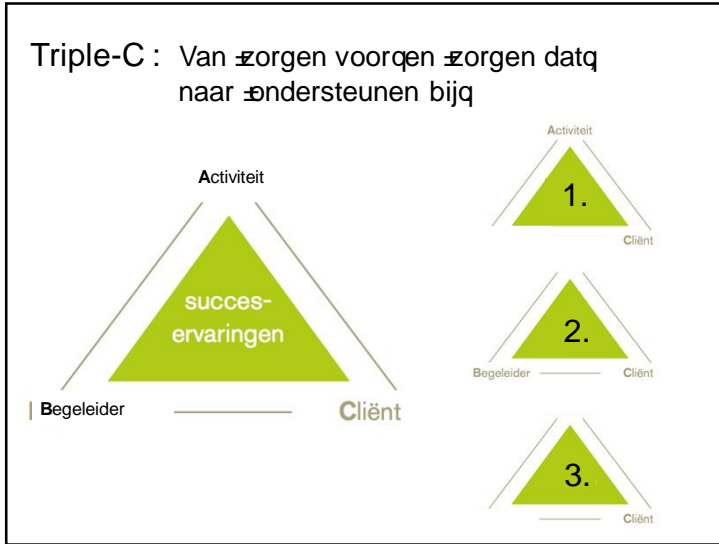 Triple-C : Van ±zorgen voorqen ±zorgen datq
naar ±ondersteunen bijq
Activiteit
succes-
ervaringen
| Begeleider
Cliënt
Activiteit
1.
Cliënt
2.
Begeleider
Cliënt
3.
Cliënt